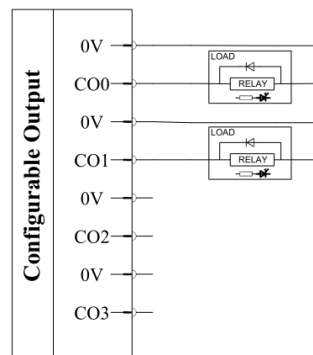 Configurable Output
0V
LOAD
CO0
RELAY
0V
LOAD
CO1
RELAY
0V
CO2
0V
CO3